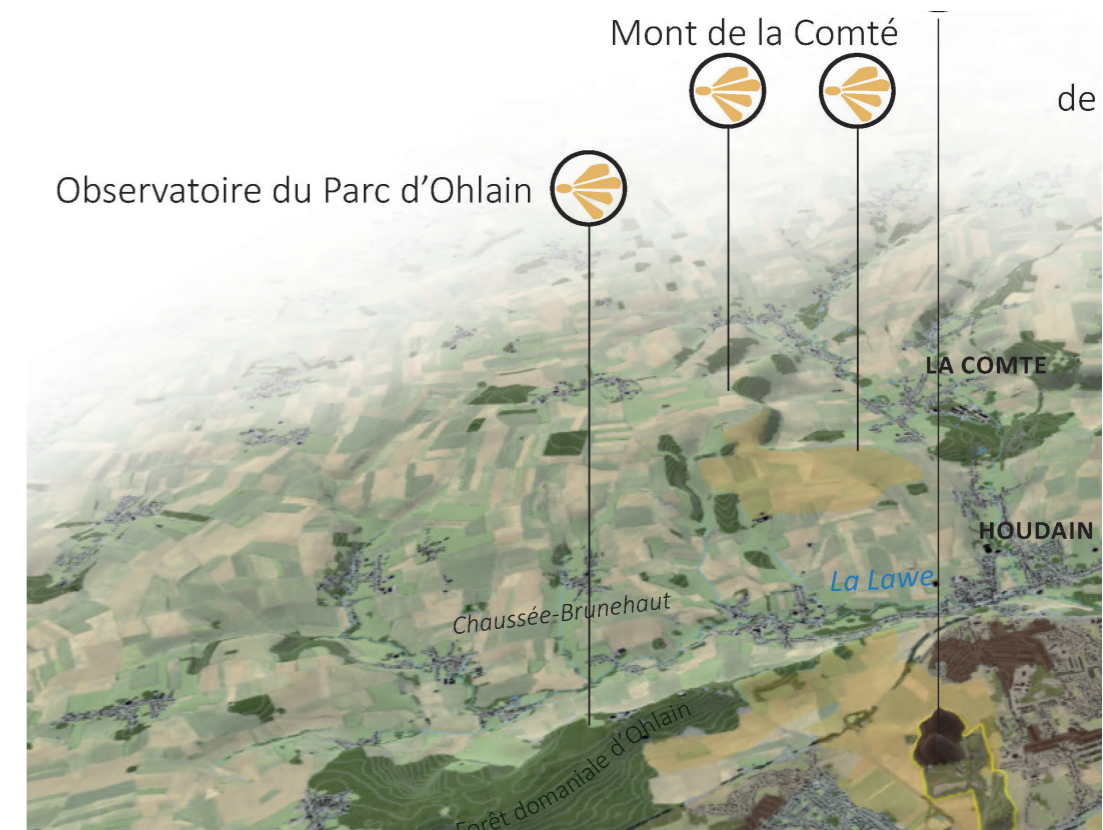 Mont de la Comté
de
Observatoire du Parc d'Ohlain
LA COMTE
HOUDAIN
La Lawe
Chaussée-Brunehaut
Forêt domaniale d'Ohlain